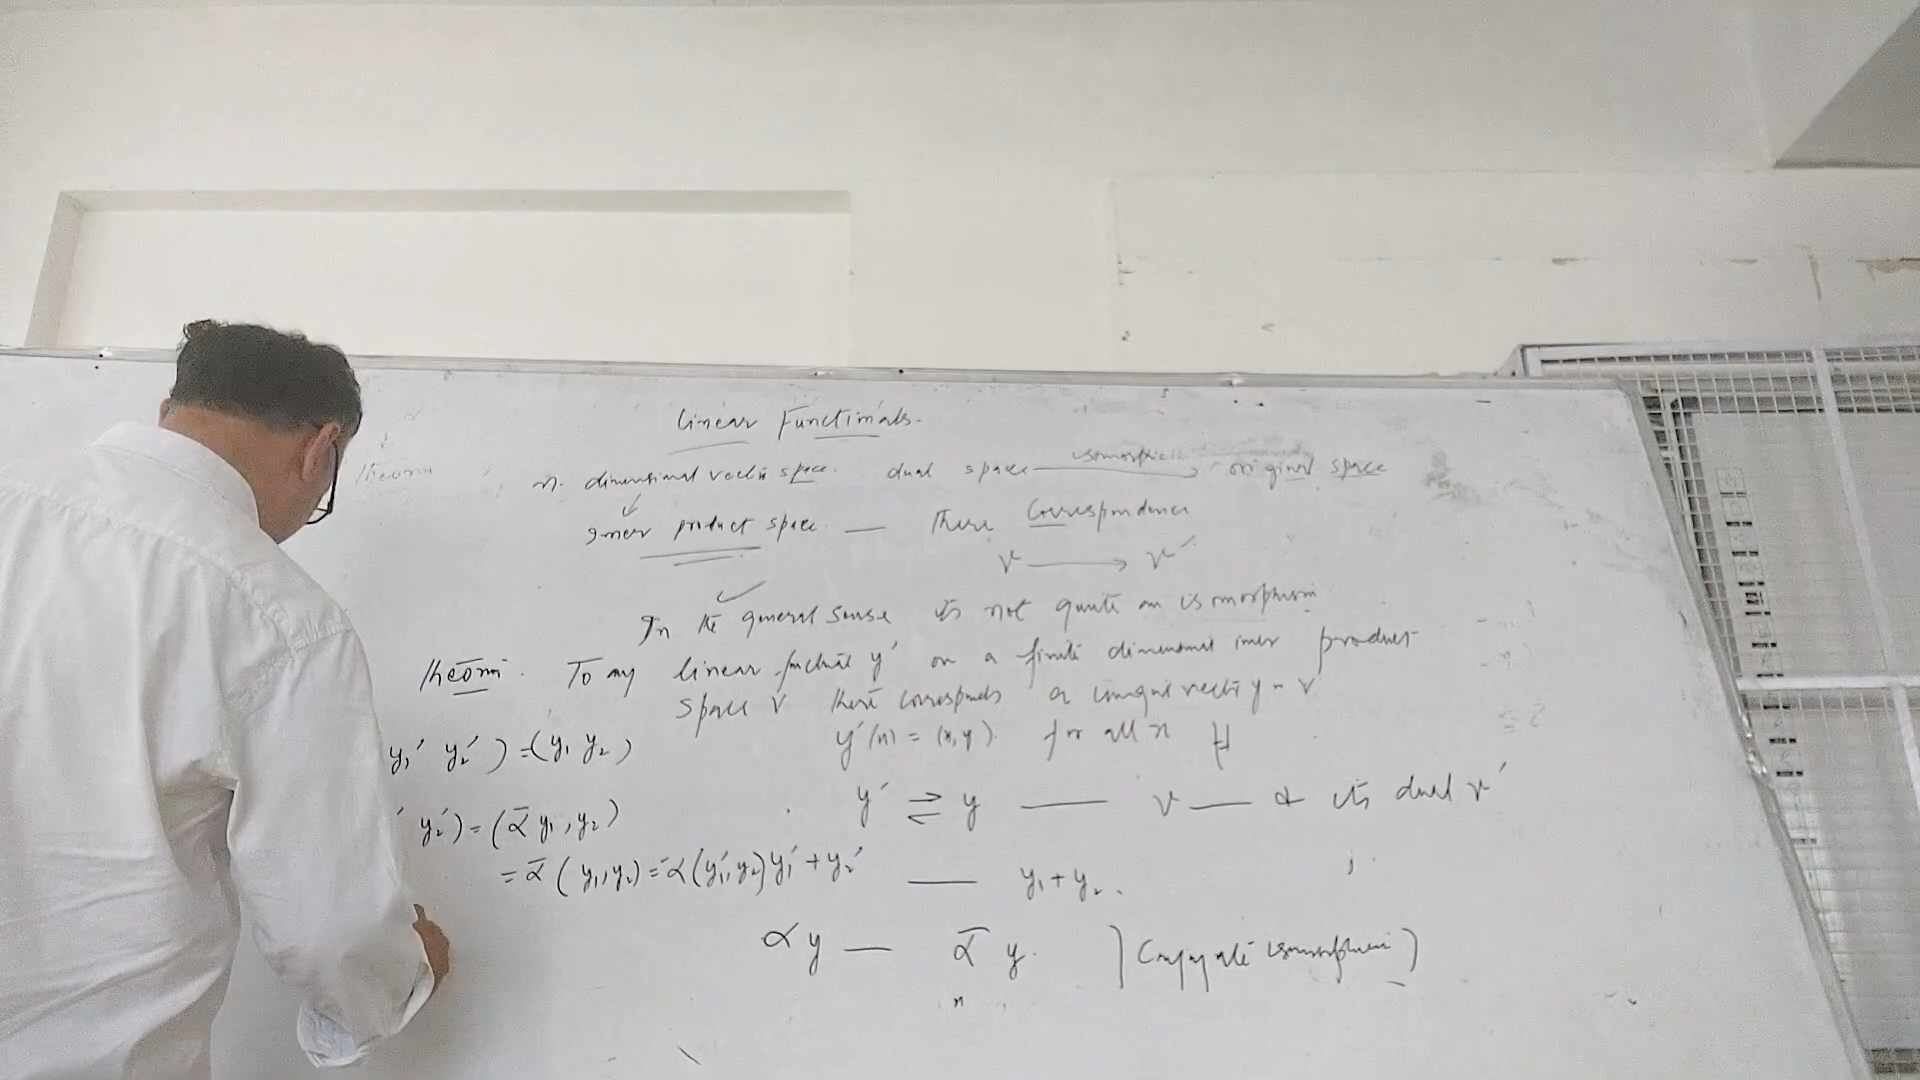 Linear Functionals.
Theorem
n. dimensional vector space. dual space isomorphic original space
Inner product space — There Correspondence
V → V′
In the general sense its not quite an isomorphism
Theorem. To any linear y′ on a finite dimensional inner product
space V there corresponds a unique vector y in V
y₁′ y₂′) = (y₁ y₂)
y′(x) = (x, y) for all x
y′ ⇌ y — V — & its dual V′
′ y₂′) = (ᾱ y₁, y₂)
= ᾱ (y₁, y₂) = α (y₁′, y₂′)
y₁′ + y₂′ — y₁ + y₂.
α y — ᾱ y. ] Conjugate isomorphism )
n